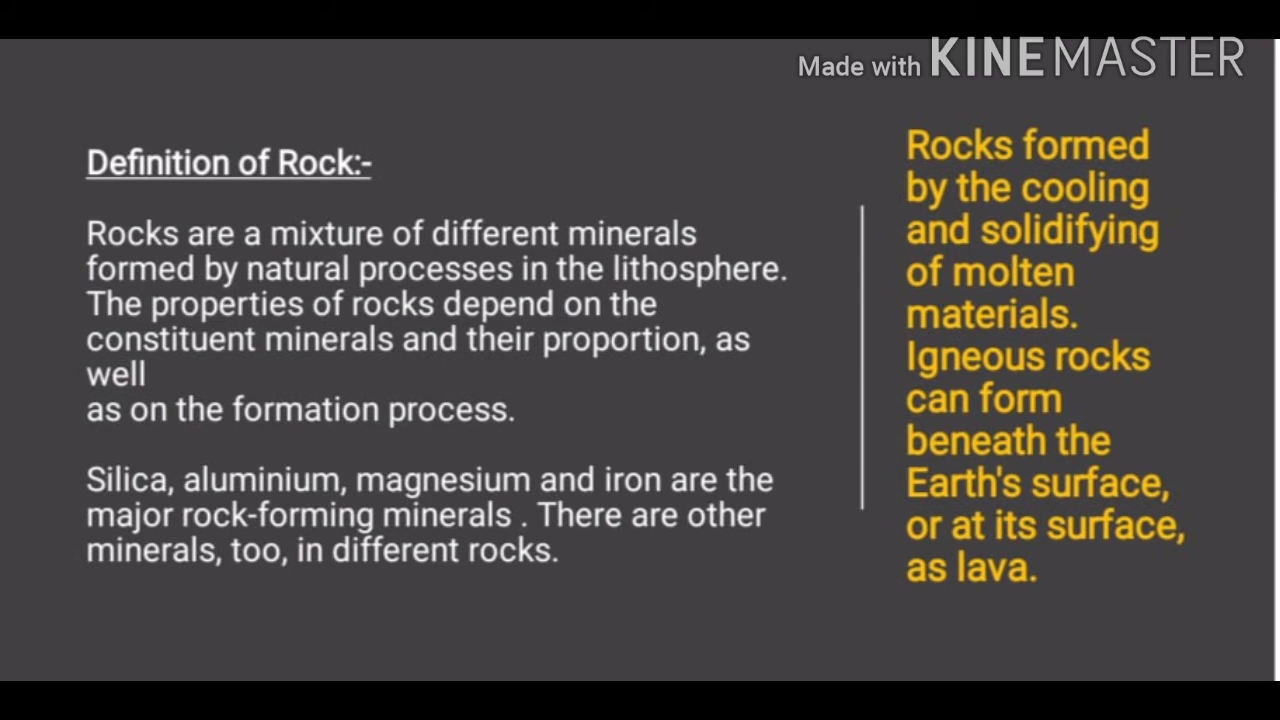 Made with KINEMASTER
Definition of Rock:-
Rocks are a mixture of different minerals
formed by natural processes in the lithosphere.
The properties of rocks depend on the
constituent minerals and their proportion, as
well
as on the formation process.
Silica, aluminium, magnesium and iron are the
major rock-forming minerals . There are other
minerals, too, in different rocks.
Rocks formed
by the cooling
and solidifying
of molten
materials.
Igneous rocks
can form
beneath the
Earth's surface,
or at its surface,
as lava.